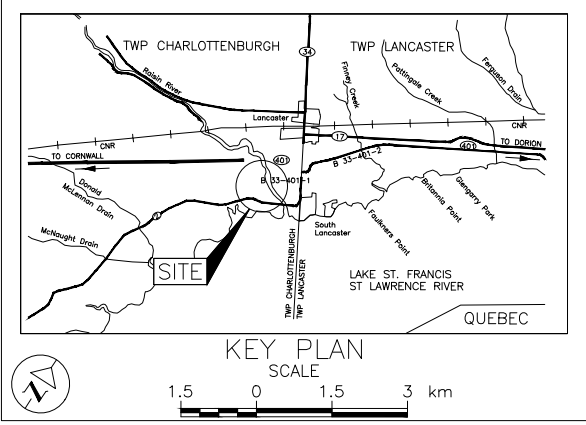 TWP CHARLOTTENBURGH
34
TWP LANCASTER
Raisin River
Finney Creek
Pattingale Creek
Ferguson Drain
Lancaster
CNR
17
CNR
TO CORNWALL
401
B 33-401-1
B 33-401-2
401
TO DORION
Donald
McLennan Drain
McNaught Drain
South
Lancaster
Faulkners Point
Britannia Point
Glengarry Park
SITE
TWP CHARLOTTENBURGH
TWP LANCASTER
LAKE ST. FRANCIS
ST LAWRENCE RIVER
QUEBEC
KEY PLAN
SCALE
1.5 0 1.5 3 km
Z